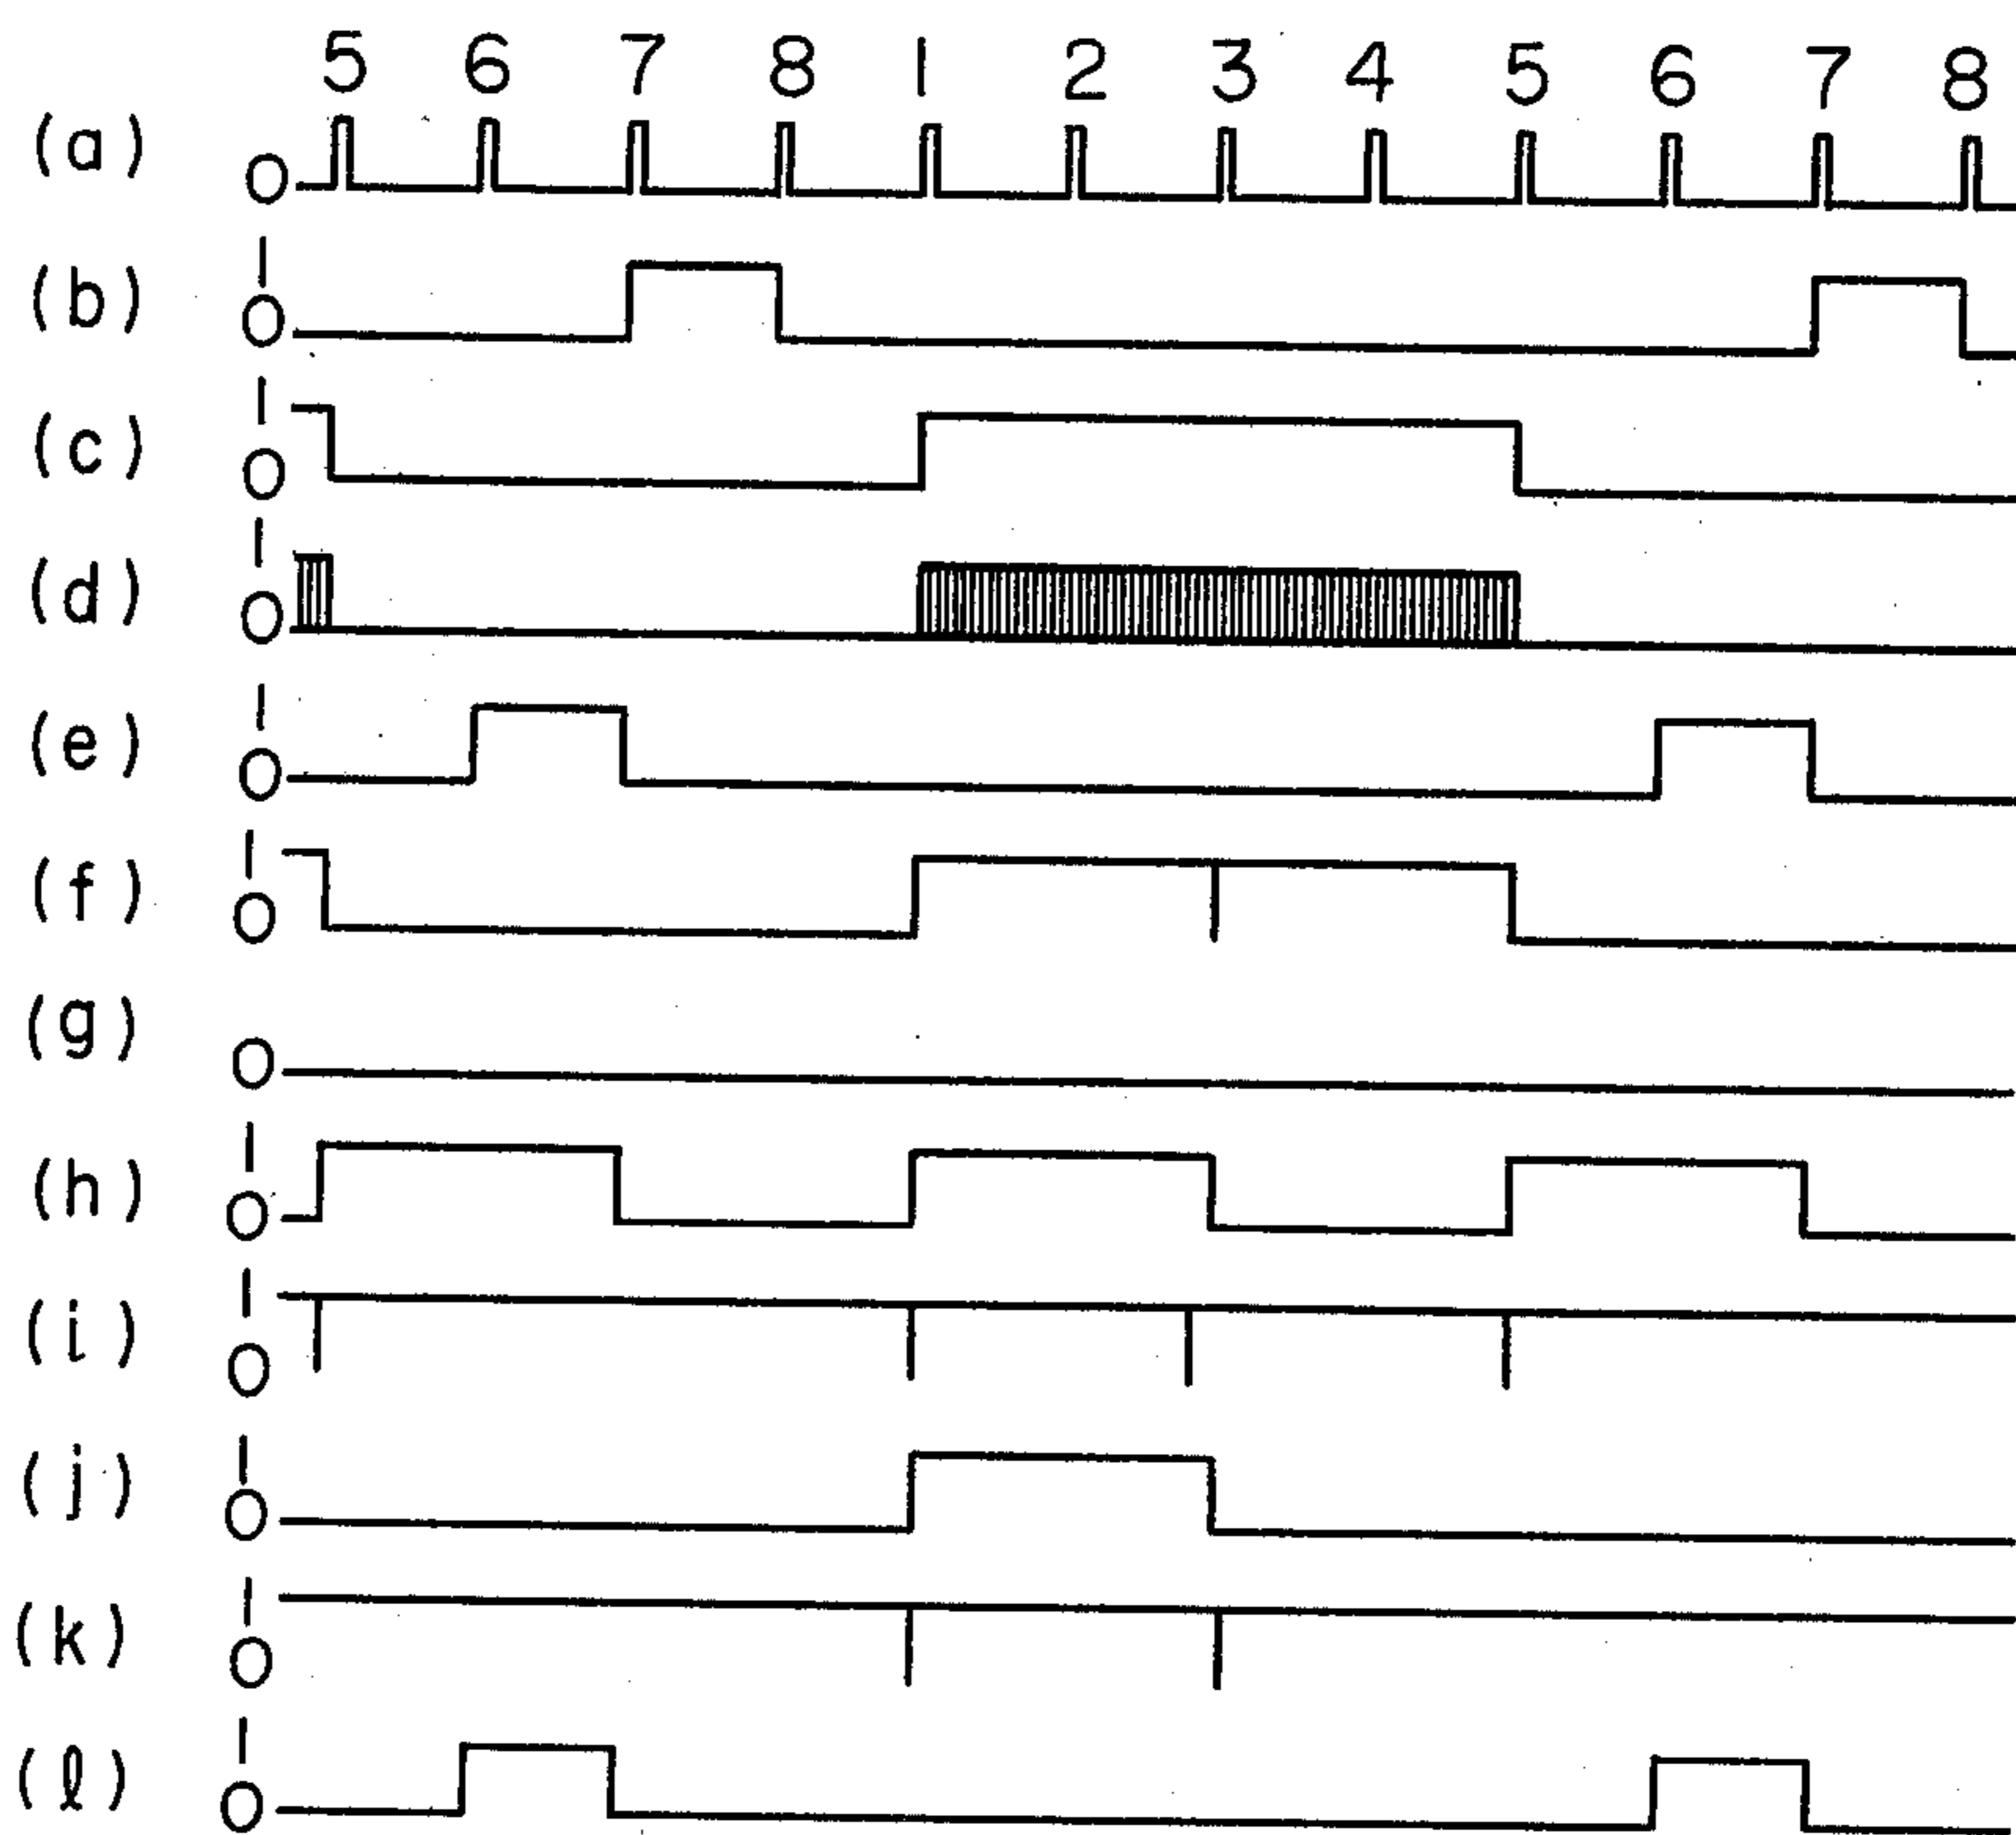 5 6 7 8 1 2 3 4 5 6 7 8
(a) 0
1
(b) 0
1
(c) 0
1
(d) 0
1
(e) 0
1
(f) 0
(g) 0
1
(h) 0
1
(i) 0
1
(j) 0
1
(k) 0
1
(ℓ) 0